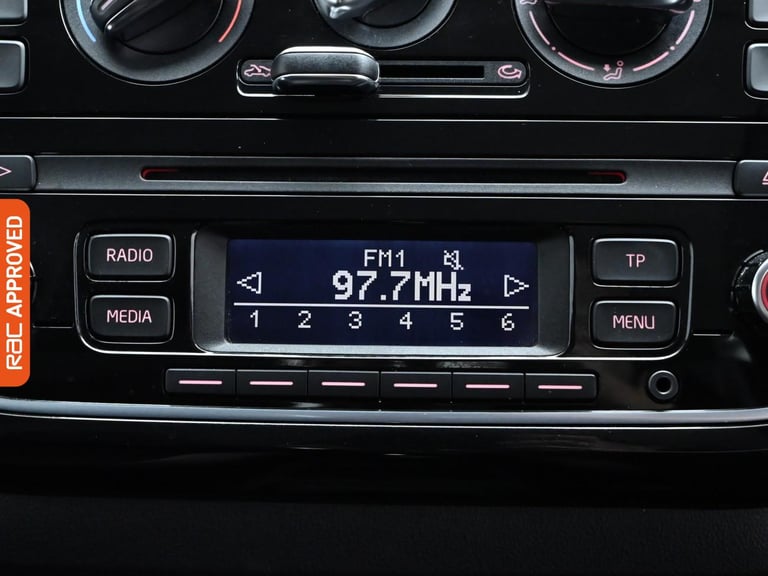 RAC APPROVED
RADIO
MEDIA
FM1
97.7MHz
1 2 3 4 5 6
TP
MENU